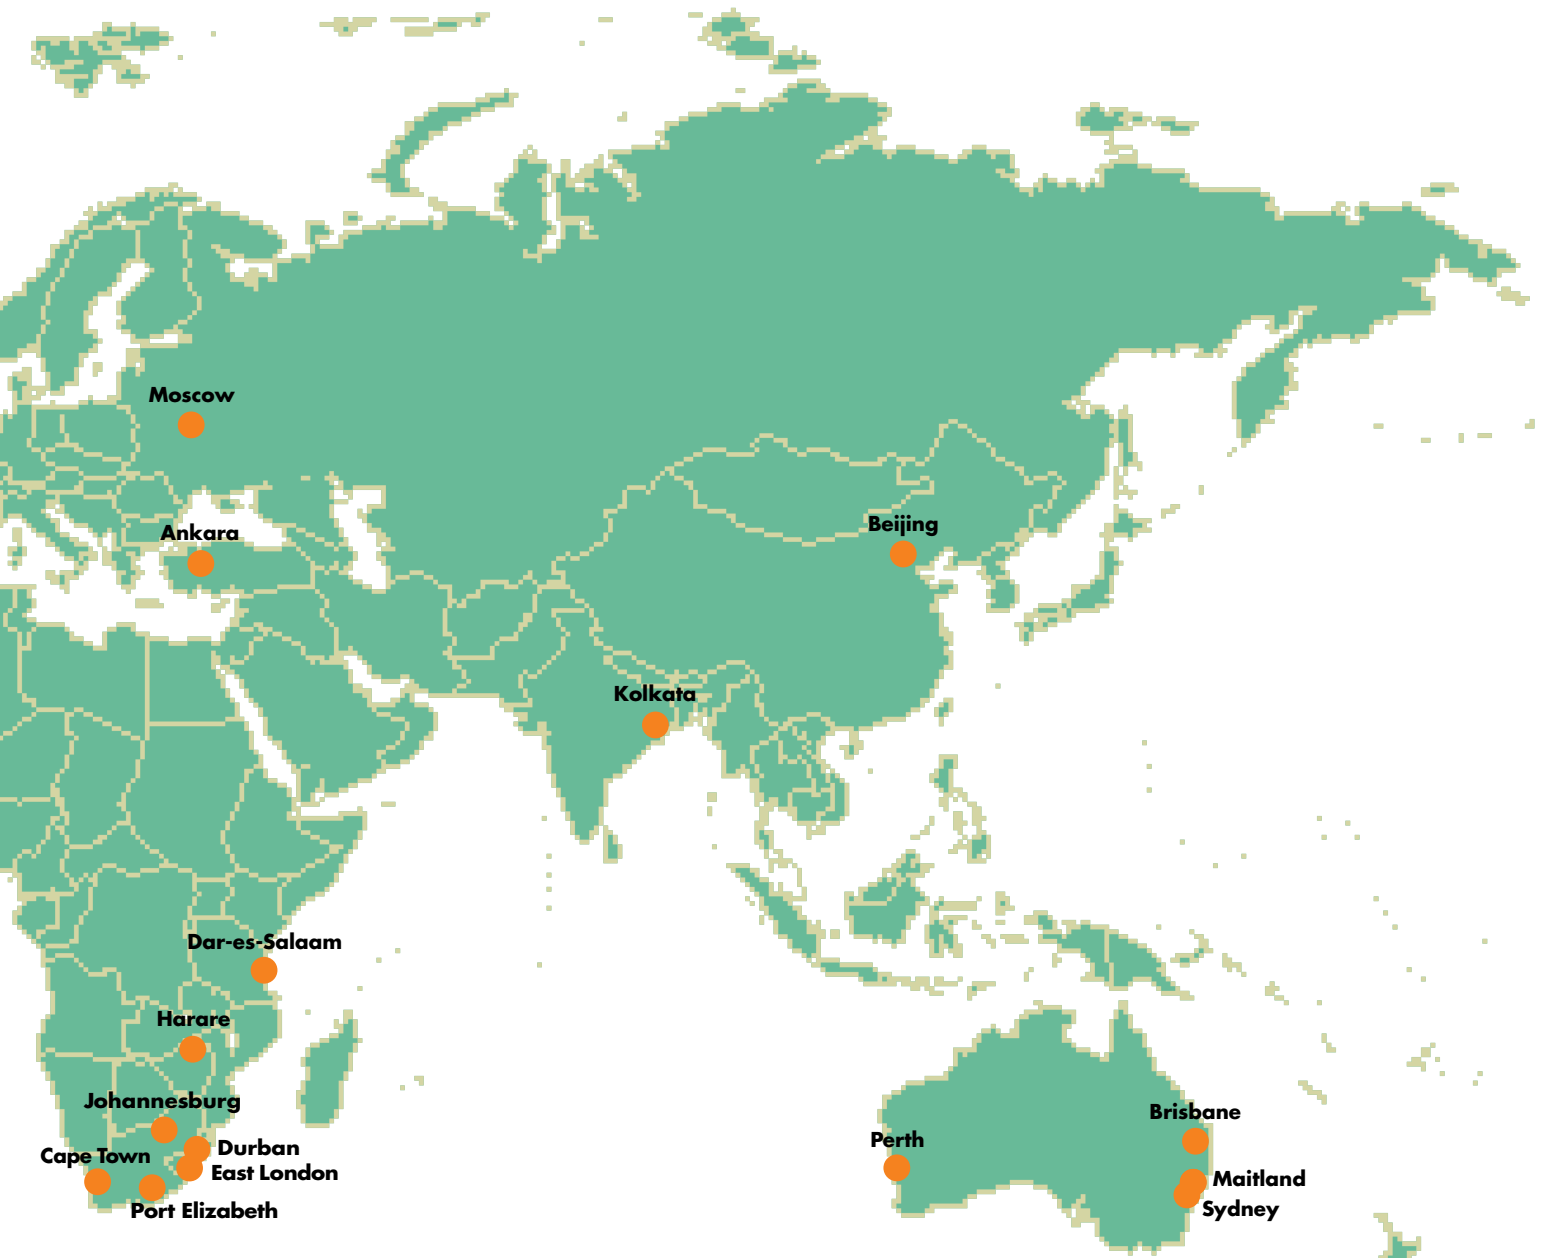 Moscow
Ankara
Beijing
Kolkata
Dar-es-Salaam
Harare
Johannesburg
Durban
Cape Town
East London
Port Elizabeth
Brisbane
Perth
Maitland
Sydney